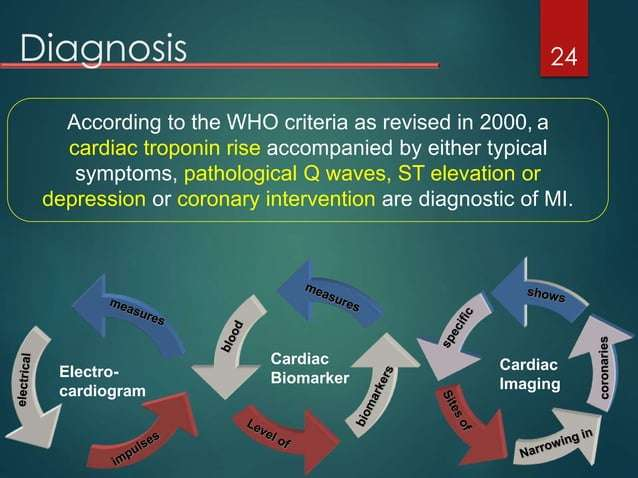 Diagnosis
24
According to the WHO criteria as revised in 2000, a
cardiac troponin rise accompanied by either typical
symptoms, pathological Q waves, ST elevation or
depression or coronary intervention are diagnostic of MI.
Electro-
cardiogram
measures
electrical
impulses
Cardiac
Biomarker
measures
blood
Level of
biomarkers
Cardiac
Imaging
shows
specific
Sites of
Narrowing in
coronaries